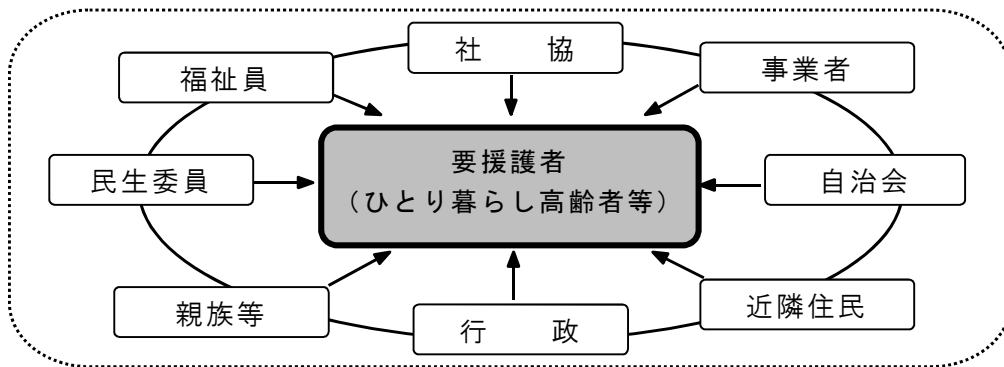 社　　協
福祉員
事業者
要援護者
（ひとり暮らし高齢者等）
民生委員
自治会
親族等
行　　政
近隣住民